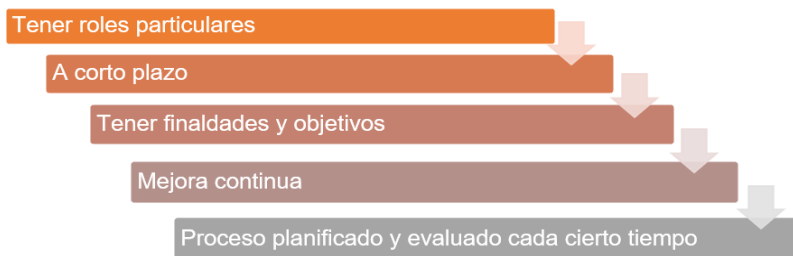 Tener roles particulares
A corto plazo
Tener finaldades y objetivos
Mejora continua
Proceso planificado y evaluado cada cierto tiempo